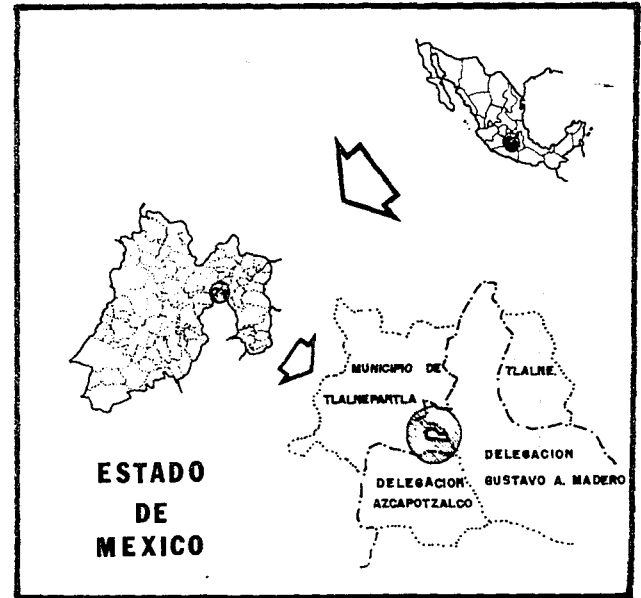 MUNICIPIO DE
TLALNEPARTLA
TLALNE.
DELEGACION
GUSTAVO A. MADERO
DELEGACION
AZCAPOTZALCO
ESTADO
DE
MEXICO